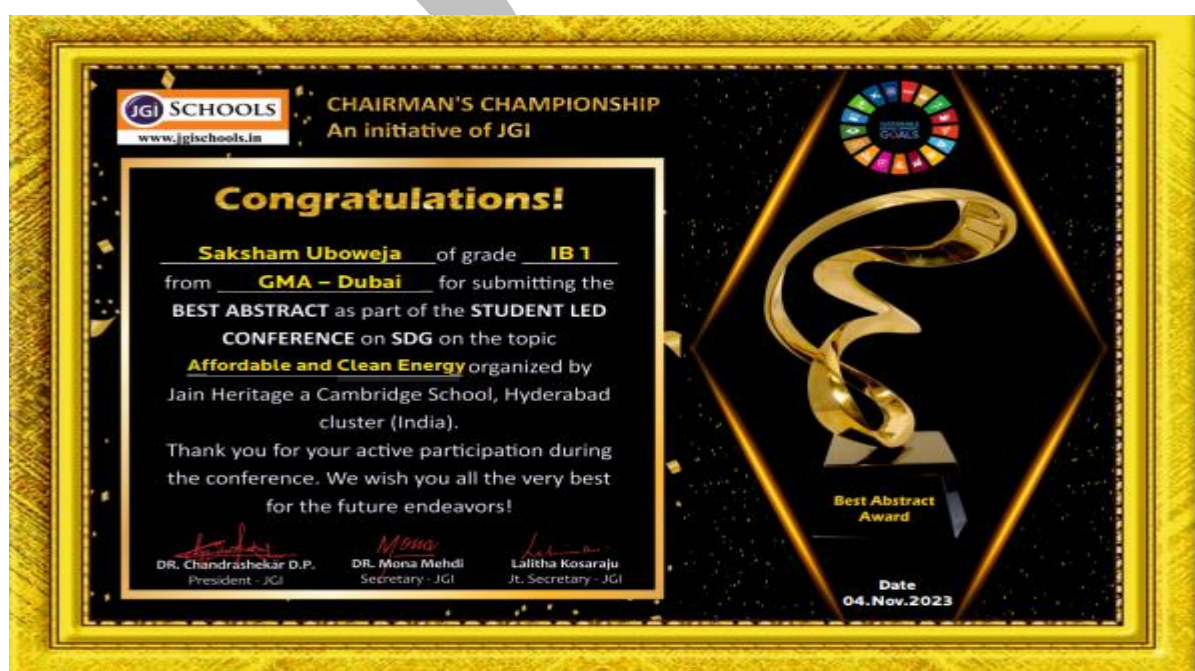 JGI SCHOOLS
www.jgischools.in
CHAIRMAN'S CHAMPIONSHIP
An initiative of JGI
SUSTAINABLE
DEVELOPMENT
GOALS
Congratulations!
Saksham Uboweja of grade IB 1
from GMA – Dubai for submitting the
BEST ABSTRACT as part of the STUDENT LED
CONFERENCE on SDG on the topic
Affordable and Clean Energy organized by
Jain Heritage a Cambridge School, Hyderabad
cluster (India).
Thank you for your active participation during
the conference. We wish you all the very best
for the future endeavors!
Mona
DR. Chandrashekar D.P.
President - JGI
DR. Mona Mehdi
Secretary - JGI
Lalitha Kosaraju
Jt. Secretary - JGI
Best Abstract
Award
Date
04.Nov.2023